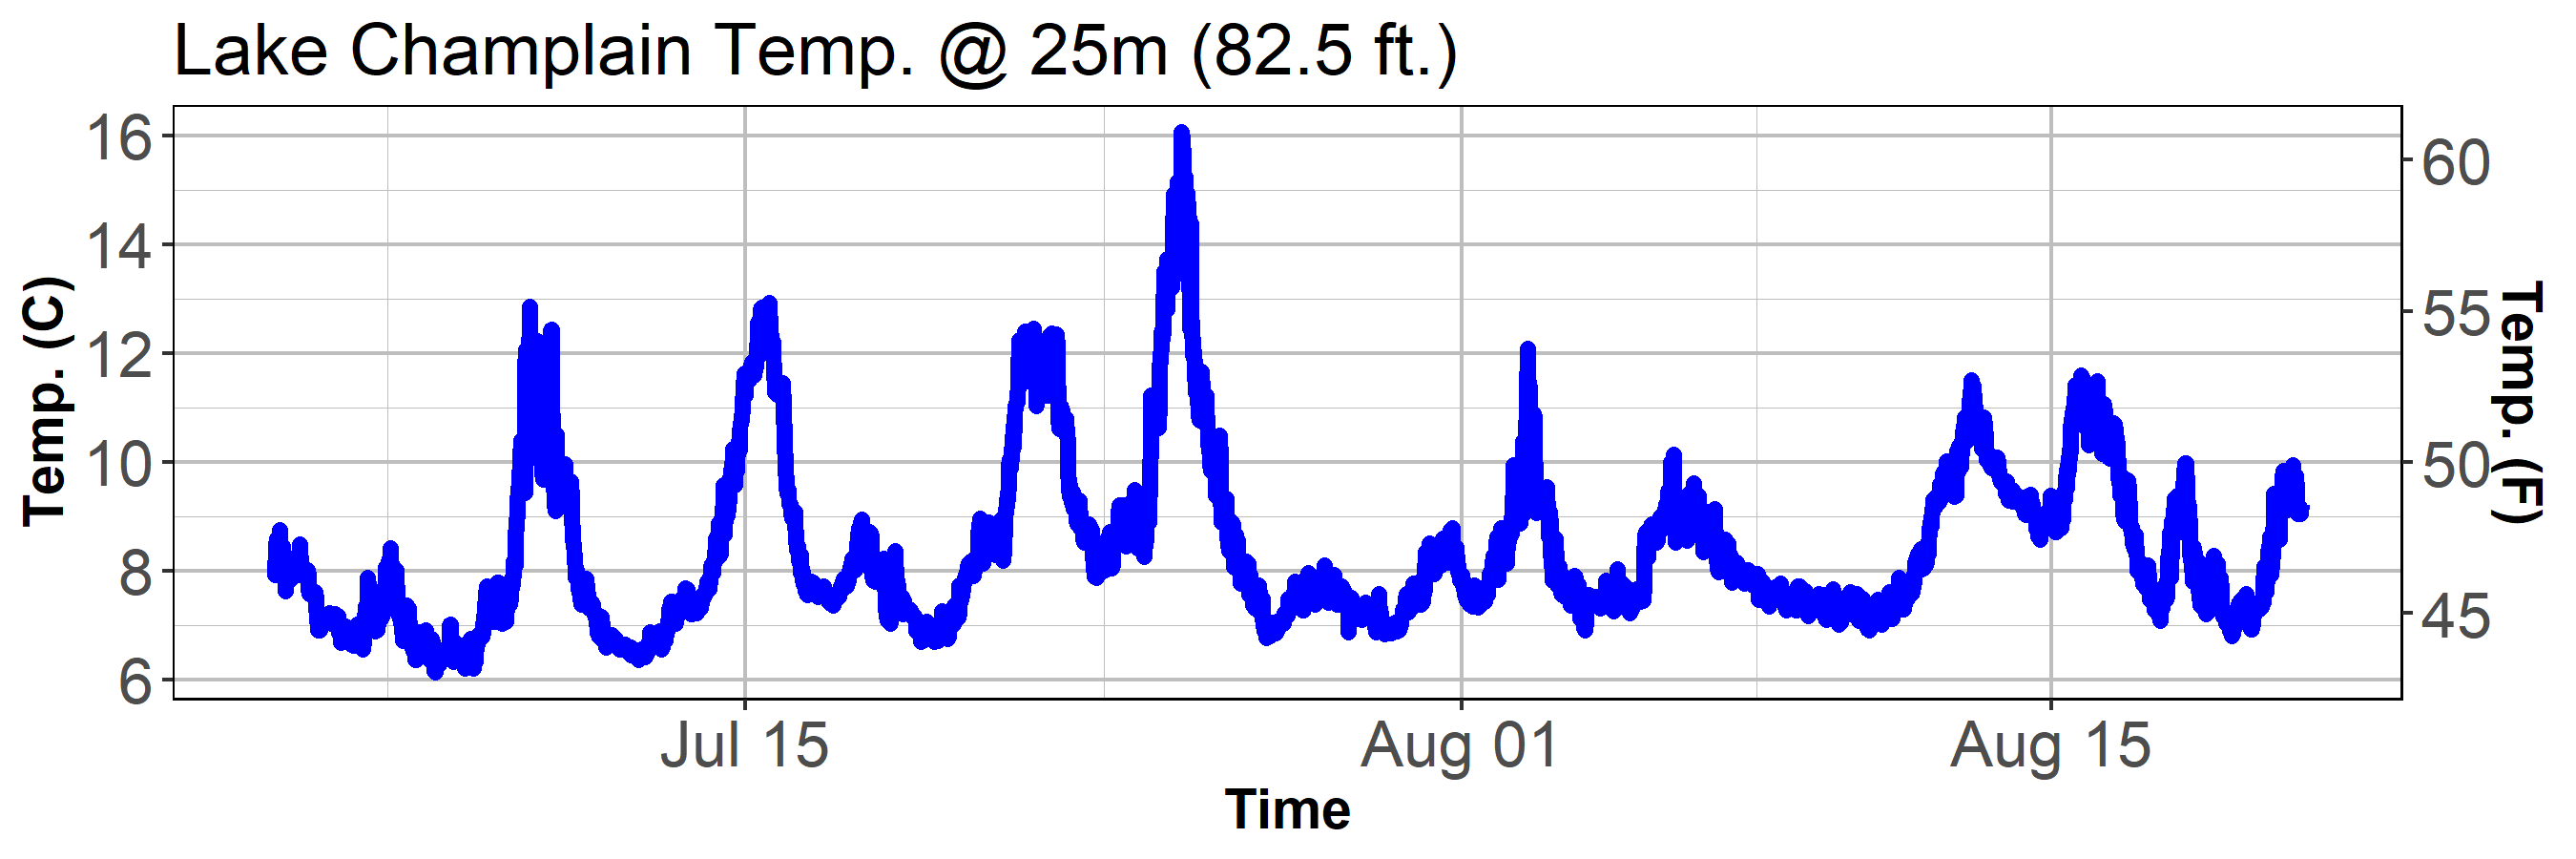 Lake Champlain Temp. @ 25m (82.5 ft.)
16
14
12
10
8
6
Temp. (C)
60
55
50
45
Temp. (F)
Jul 15
Aug 01
Aug 15
Time